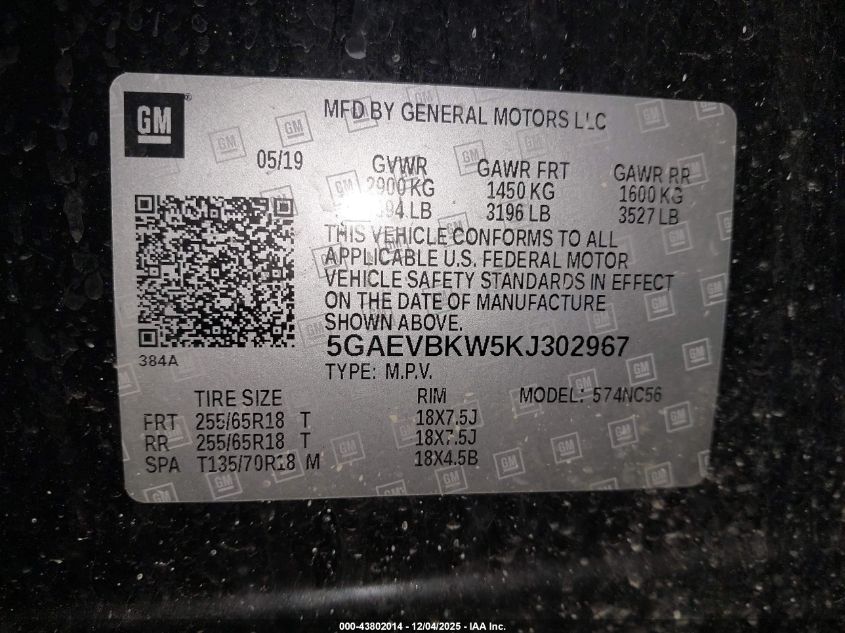 GM
MFD BY GENERAL MOTORS LLC
05/19
GVWR GAWR FRT GAWR RR
2900 KG 1450 KG 1600 KG
3196 LB 3527 LB
THIS VEHICLE CONFORMS TO ALL
APPLICABLE U.S. FEDERAL MOTOR
VEHICLE SAFETY STANDARDS IN EFFECT
ON THE DATE OF MANUFACTURE
SHOWN ABOVE.
5GAEVBKW5KJ302967
384A
TYPE: M.P.V.
TIRE SIZE RIM MODEL: 574NC56
FRT 255/65R18 T 18X7.5J
RR 255/65R18 T 18X7.5J
SPA T135/70R18 M 18X4.5B
000-43802014 - 12/04/2025 - IAA Inc.